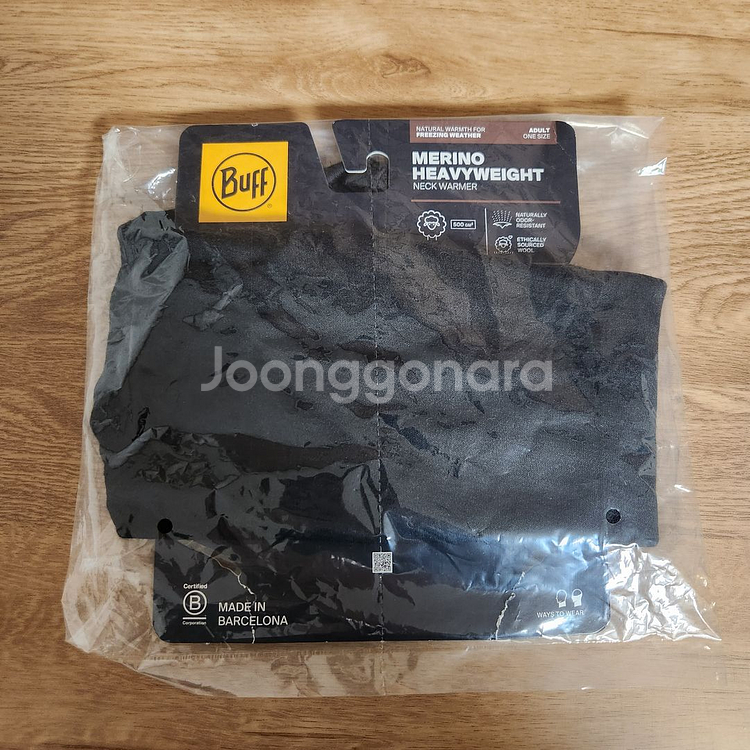 BUFF
®
NATURAL WARMTH FOR
FREEZING WEATHER
ADULT
ONE SIZE
MERINO
HEAVYWEIGHT
NECK WARMER
NATURALLY
ODOR-
RESISTANT
ETHICALLY
SOURCED
WOOL
Joonggonara
Certified
B
Corporation
MADE IN
BARCELONA
WAYS TO WEAR